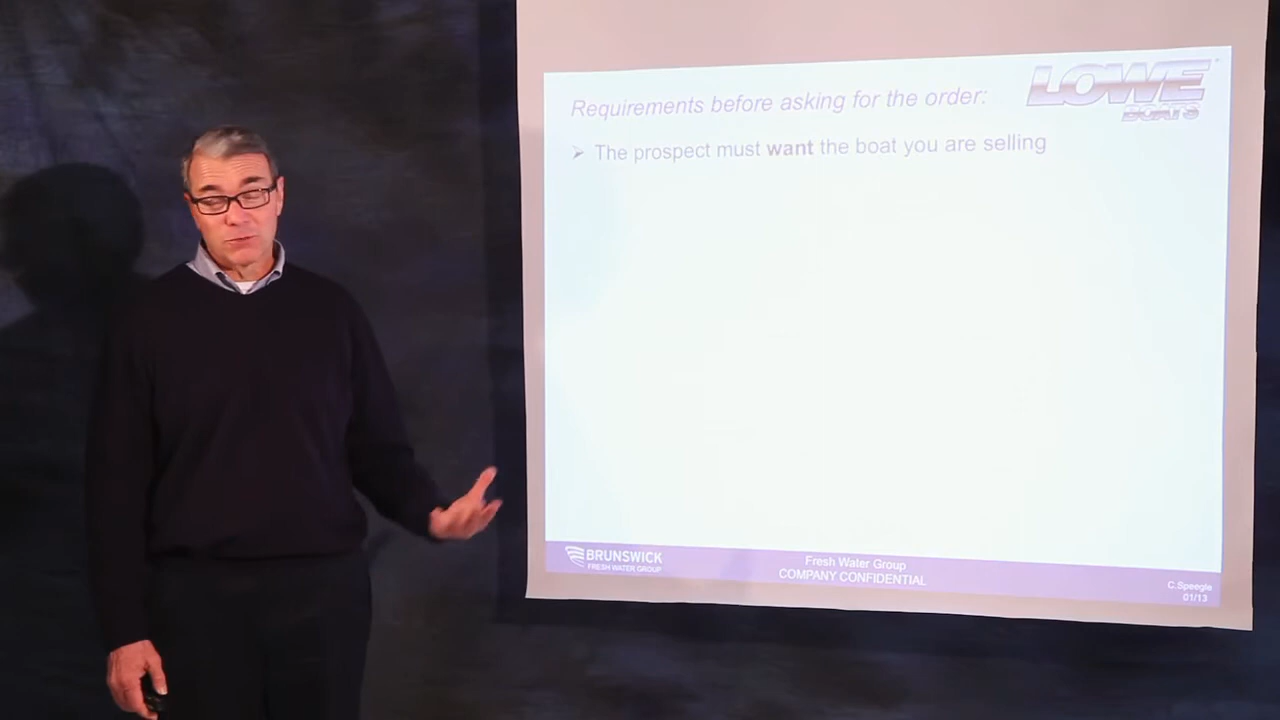 LOWE
BOATS
Requirements before asking for the order:
➢ The prospect must want the boat you are selling
BRUNSWICK
FRESH WATER GROUP
Fresh Water Group
COMPANY CONFIDENTIAL
C.Speegle
01/13